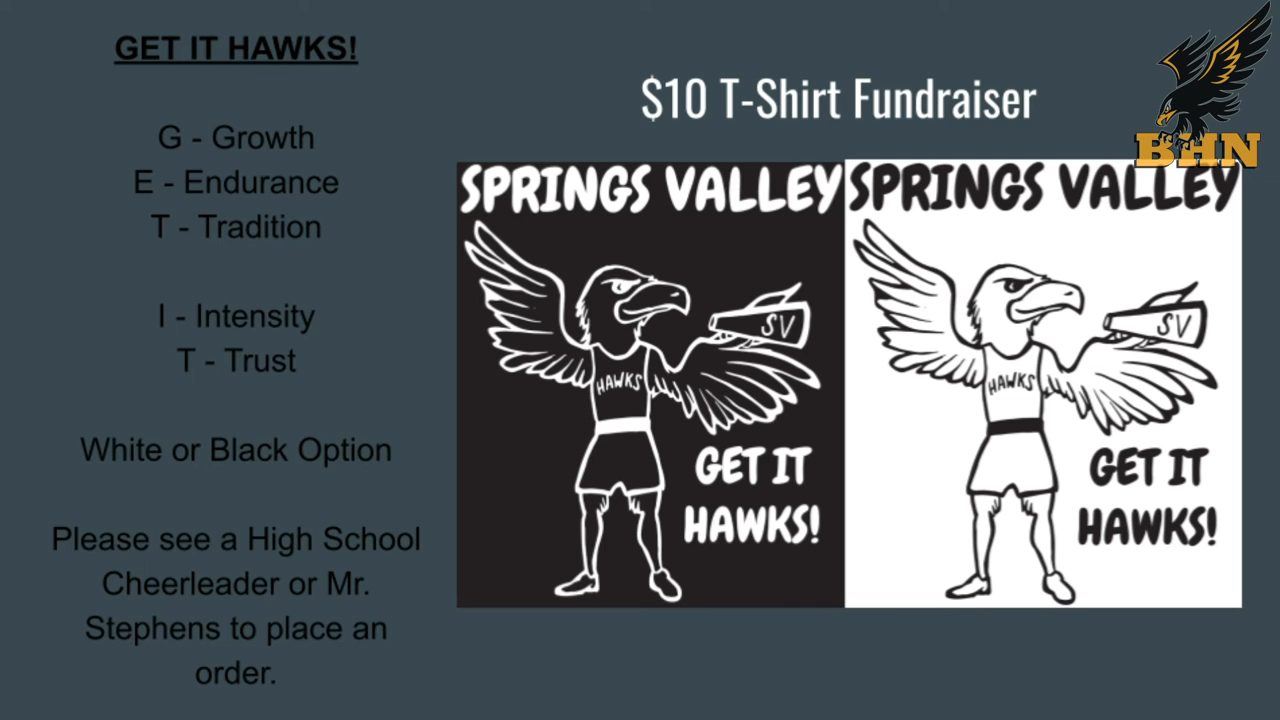 GET IT HAWKS!
G - Growth
E - Endurance
T - Tradition
I - Intensity
T - Trust
White or Black Option
Please see a High School
Cheerleader or Mr.
Stephens to place an
order.
$10 T-Shirt Fundraiser
BHN
SPRINGS VALLEY
SV
HAWKS
GET IT
HAWKS!
SPRINGS VALLEY
SV
HAWKS
GET IT
HAWKS!